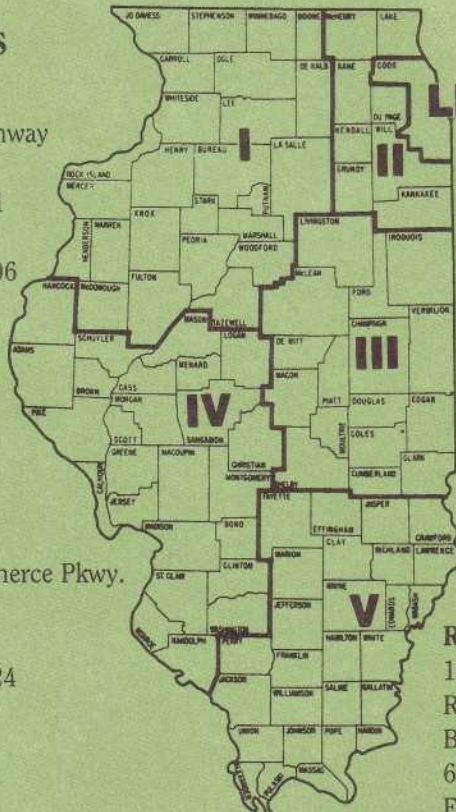 S
nway
06
nerce Pkwy.
24
R
1
R
B
6
JO DAVIESS STEPHENSON WINNEBAGO BOONE McHENRY LAKE
CARROLL OGLE DE KALB KANE COOK
WHITESIDE LEE DU PAGE
I
KENDALL WILL
II
HENRY BUREAU LA SALLE GRUNDY
ROCK ISLAND PUTNAM KANKAKEE
MERCER STARK
KNOX MARSHALL LIVINGSTON IROQUOIS
HENDERSON WARREN PEORIA WOODFORD
McLEAN
FULTON FORD
HANCOCK McDONOUGH MASON TAZEWELL VERMILION
SCHUYLER LOGAN CHAMPAIGN
ADAMS MENARD DE WITT
III
BROWN CASS MACON
MORGAN PIATT DOUGLAS EDGAR
PIKE
IV
SCOTT SANGAMON MOULTRIE COLES
GREENE MACOUPIN CHRISTIAN CLARK
CALHOUN MONTGOMERY SHELBY CUMBERLAND
JERSEY FAYETTE JASPER
EFFINGHAM CRAWFORD
MADISON BOND CLAY
MARION RICHLAND LAWRENCE
CLINTON
ST CLAIR WAYNE EDWARDS WABASH
V
WASHINGTON JEFFERSON
MONROE RANDOLPH PERRY HAMILTON WHITE
FRANKLIN
JACKSON
WILLIAMSON SALINE GALLATIN
UNION JOHNSON POPE HARDIN
ALEXANDER PULASKI MASSAC